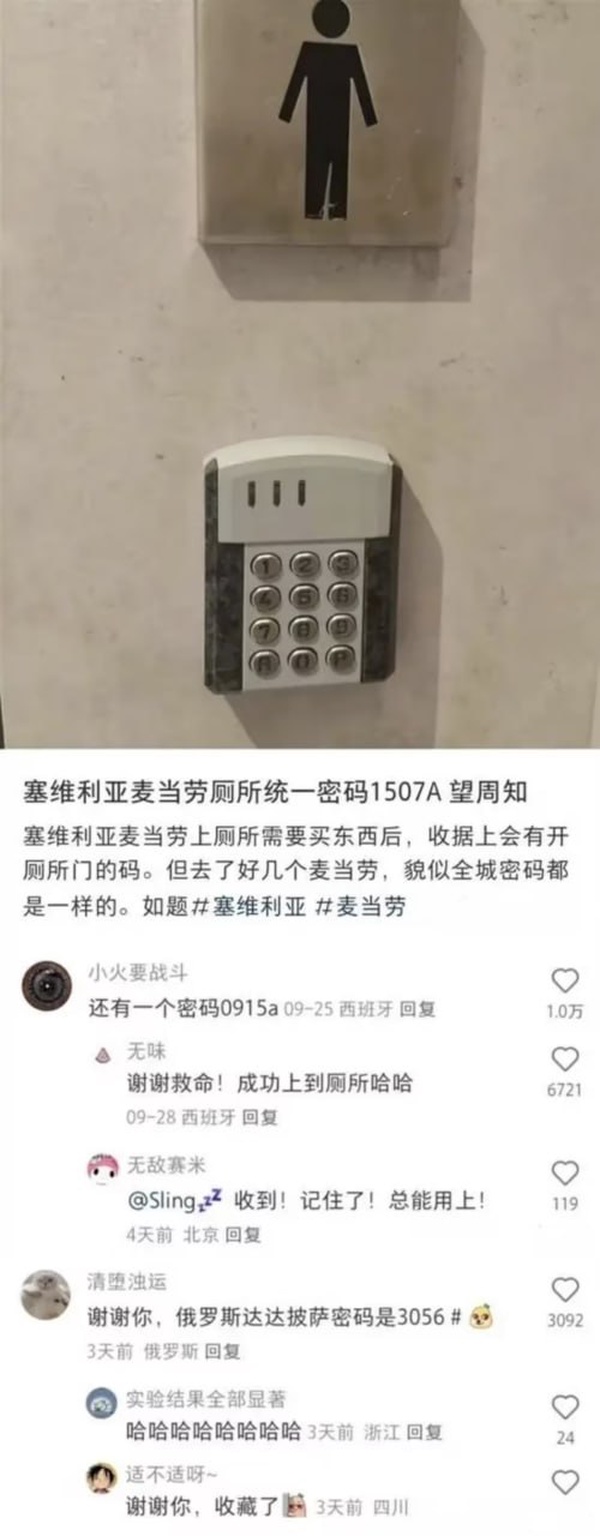 1 2 3
4 5 6
7 8 9
A 0 P
塞维利亚麦当劳厕所统一密码1507A 望周知
塞维利亚麦当劳上厕所需要买东西后，收据上会有开
厕所门的码。但去了好几个麦当劳，貌似全城密码都
是一样的。如题#塞维利亚 #麦当劳
小火要战斗
还有一个密码0915a 09-25 西班牙 回复
1.0万
无味
谢谢救命！成功上到厕所哈哈
6721
09-28 西班牙 回复
无敌赛米
@Sling💤 收到！记住了！总能用上！
119
4天前 北京 回复
清堕浊运
谢谢你，俄罗斯达达披萨密码是3056 #
3092
3天前 俄罗斯 回复
实验结果全部显著
哈哈哈哈哈哈哈哈 3天前 浙江 回复
24
适不适呀~
谢谢你，收藏了 3天前 四川